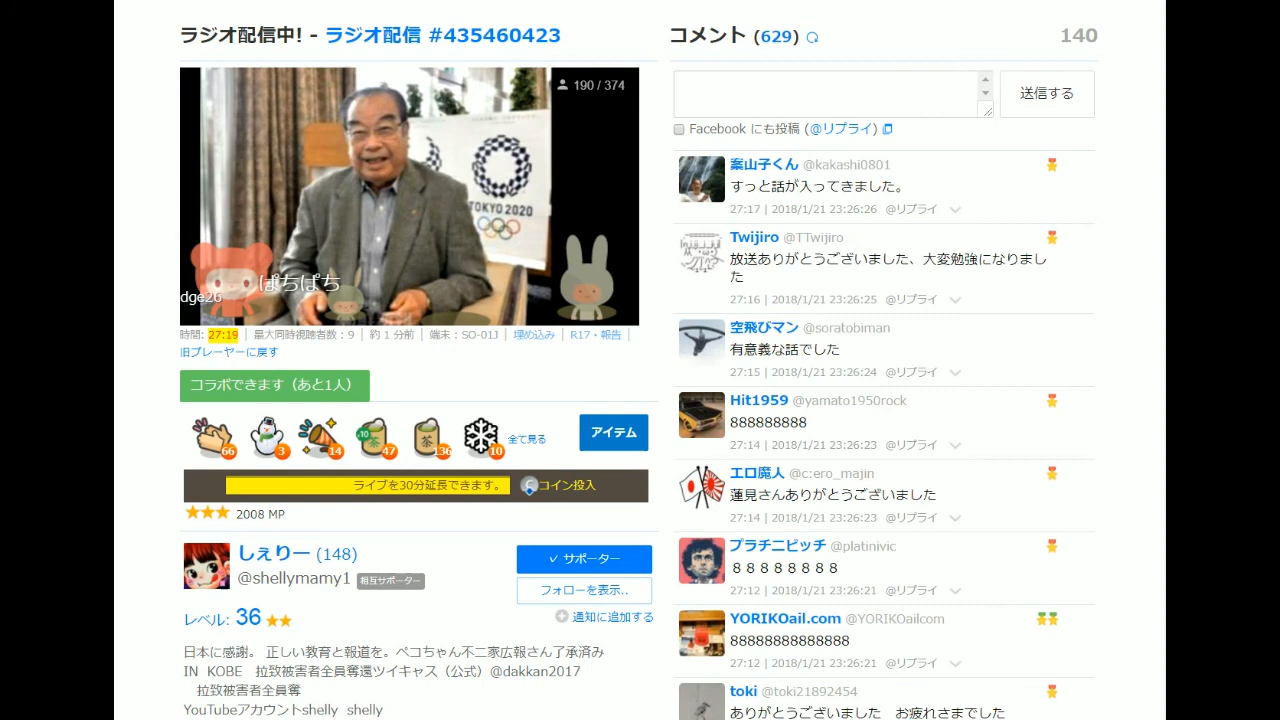 ラジオ配信中! - ラジオ配信 #435460423
190 / 374
TOKYO 2020
ぱちぱち
dge26
時間: 27:19 | 最大同時視聴者数 : 9 | 約 1 分前 | 端末 : SO-01J | 埋め込み | R17・報告 |
旧プレーヤーに戻す
コラボできます（あと1人）
66
3
14
×10
茶
47
茶
136
10
全て見る
アイテム
ライブを30分延長できます。
C
コイン投入
2008 MP
しぇりー (148)
@shellymamy1 相互サポーター
✓ サポーター
フォローを表示..
レベル: 36
通知に追加する
日本に感謝。 正しい教育と報道を。ペコちゃん不二家広報さん了承済み
IN KOBE 拉致被害者全員奪還ツイキャス（公式）@dakkan2017
拉致被害者全員奪
YouTubeアカウントshelly shelly
コメント (629)
140
送信する
Facebook にも投稿 (@リプライ)
案山子くん @kakashi0801
すっと話が入ってきました。
27:17 | 2018/1/21 23:26:26 @リプライ
Twijiro @TTwijiro
放送ありがとうございました、大変勉強になりまし
た
27:16 | 2018/1/21 23:26:25 @リプライ
空飛びマン @soratobiman
有意義な話でした
27:15 | 2018/1/21 23:26:24 @リプライ
Hit1959 @yamato1950rock
888888888
27:14 | 2018/1/21 23:26:23 @リプライ
エロ魔人 @c:ero_majin
蓮見さんありがとうございました
27:14 | 2018/1/21 23:26:23 @リプライ
プラチニピッチ @platinivic
８８８８８８８８
27:12 | 2018/1/21 23:26:21 @リプライ
YORIKOail.com @YORIKOailcom
88888888888888
27:12 | 2018/1/21 23:26:21 @リプライ
toki @toki21892454
ありがとうございました お疲れさまでした